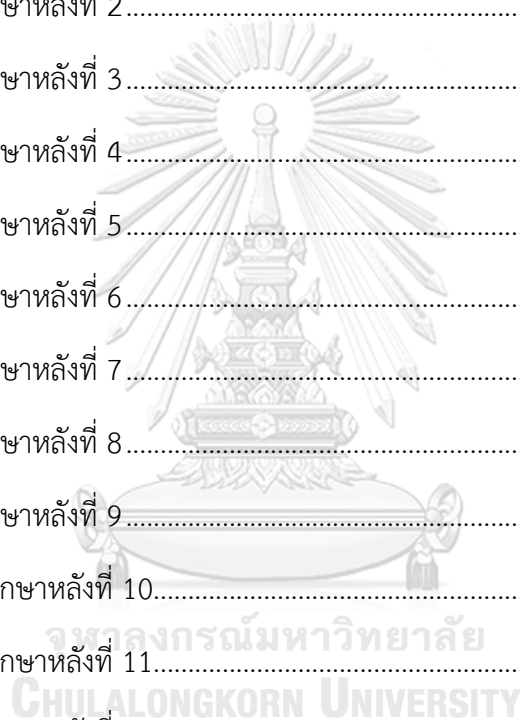 ษาหลังที่ 2
ษาหลังที่ 3
ษาหลังที่ 4
ษาหลังที่ 5
ษาหลังที่ 6
ษาหลังที่ 7
ษาหลังที่ 8
ษาหลังที่ 9
กษาหลังที่ 10
กษาหลังที่ 11
จุฬาลงกรณ์มหาวิทยาลัย
CHULALONGKORN UNIVERSITY